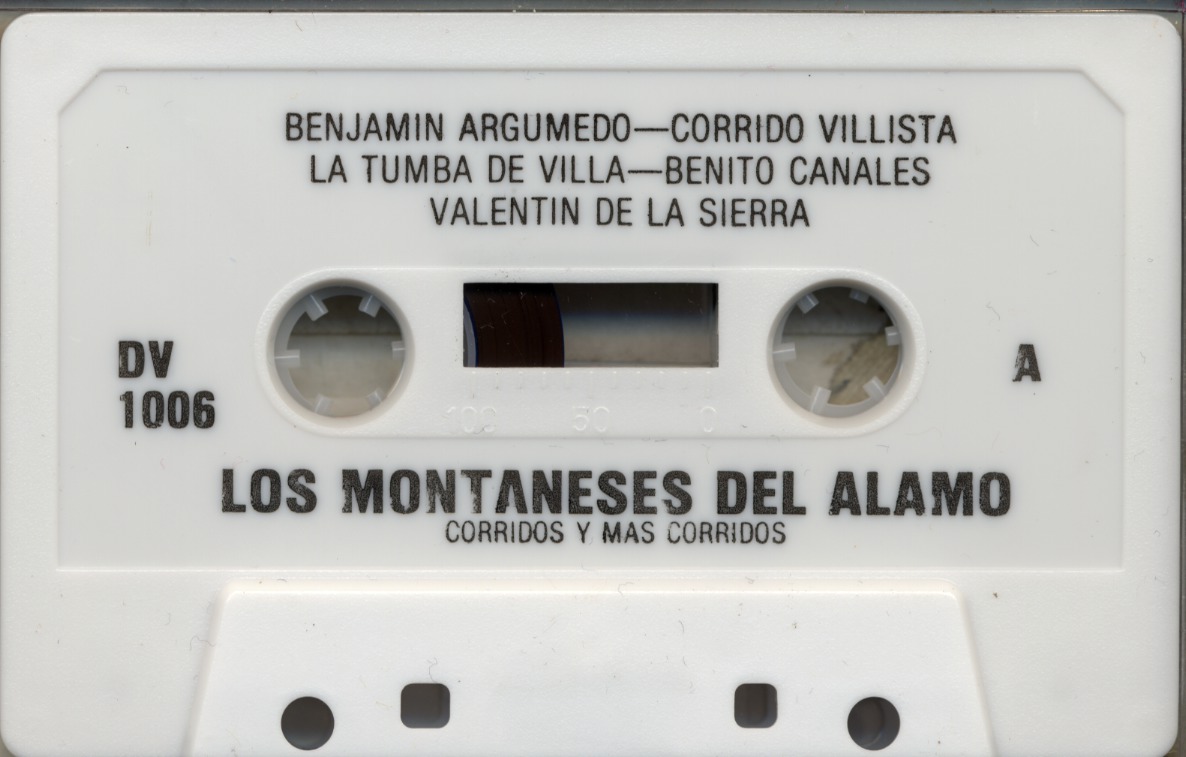 BENJAMIN ARGUMEDO—CORRIDO VILLISTA
LA TUMBA DE VILLA—BENITO CANALES
VALENTIN DE LA SIERRA
DV
1006
A
100 50 0
LOS MONTANESES DEL ALAMO
CORRIDOS Y MAS CORRIDOS